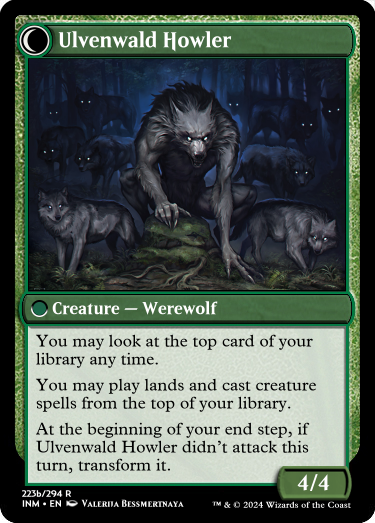 Ulvenwald Howler
Creature — Werewolf
You may look at the top card of your
library any time.
You may play lands and cast creature
spells from the top of your library.
At the beginning of your end step, if
Ulvenwald Howler didn't attack this
turn, transform it.
4/4
223b/294 R
INM • EN Valeriia Bessmertnaya
™ & © 2024 Wizards of the Coast